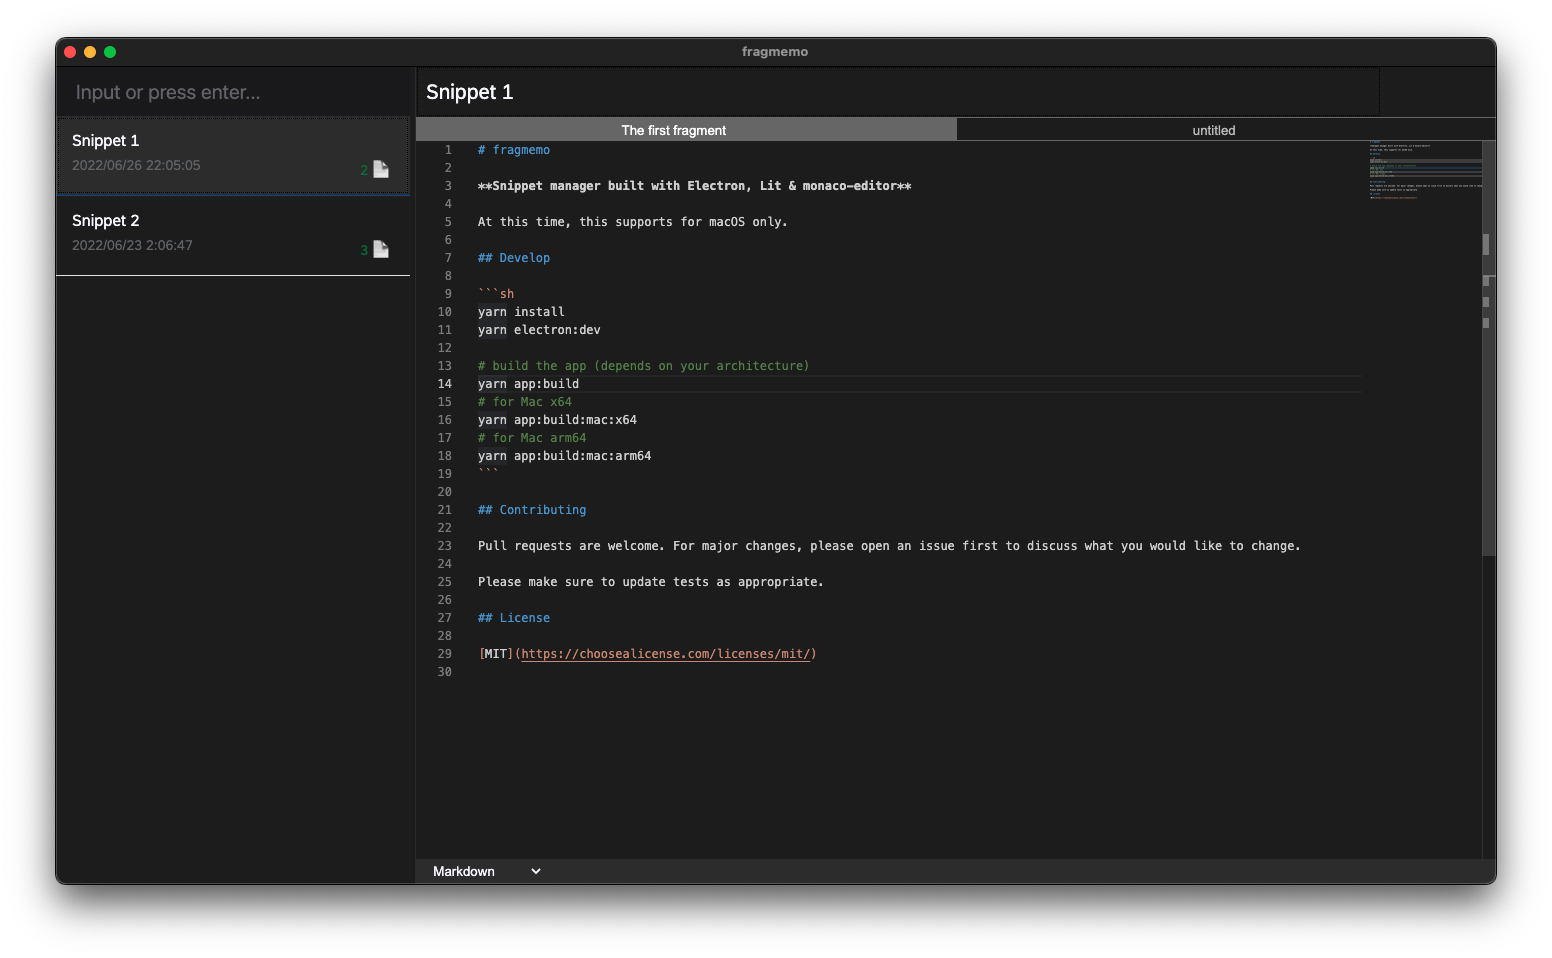 fragmemo
Input or press enter...
Snippet 1
2022/06/26 22:05:05
2
Snippet 2
2022/06/23 2:06:47
3
Snippet 1
The first fragment
untitled
1 # fragmemo
2
3 **Snippet manager built with Electron, Lit & monaco-editor**
4
5 At this time, this supports for macOS only.
6
7 ## Develop
8
9 ```sh
10 yarn install
11 yarn electron:dev
12
13 # build the app (depends on your architecture)
14 yarn app:build
15 # for Mac x64
16 yarn app:build:mac:x64
17 # for Mac arm64
18 yarn app:build:mac:arm64
19 ```
20
21 ## Contributing
22
23 Pull requests are welcome. For major changes, please open an issue first to discuss what you would like to change.
24
25 Please make sure to update tests as appropriate.
26
27 ## License
28
29 [MIT](https://choosealicense.com/licenses/mit/)
30
Markdown